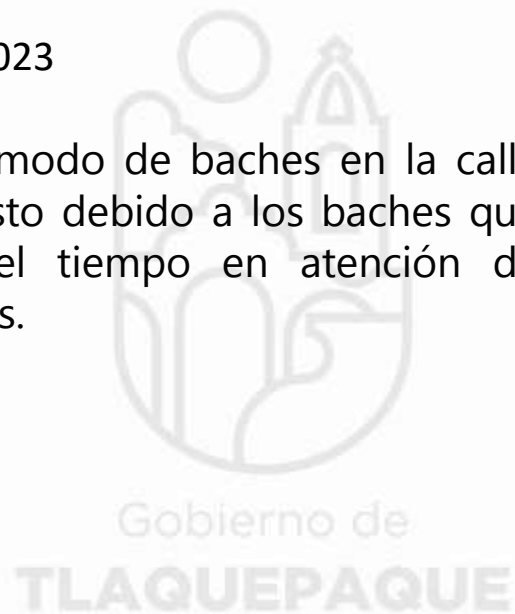 023
modo de baches en la call
sto debido a los baches qu
el tiempo en atención d
s.
Gobierno de
TLAQUEPAQUE